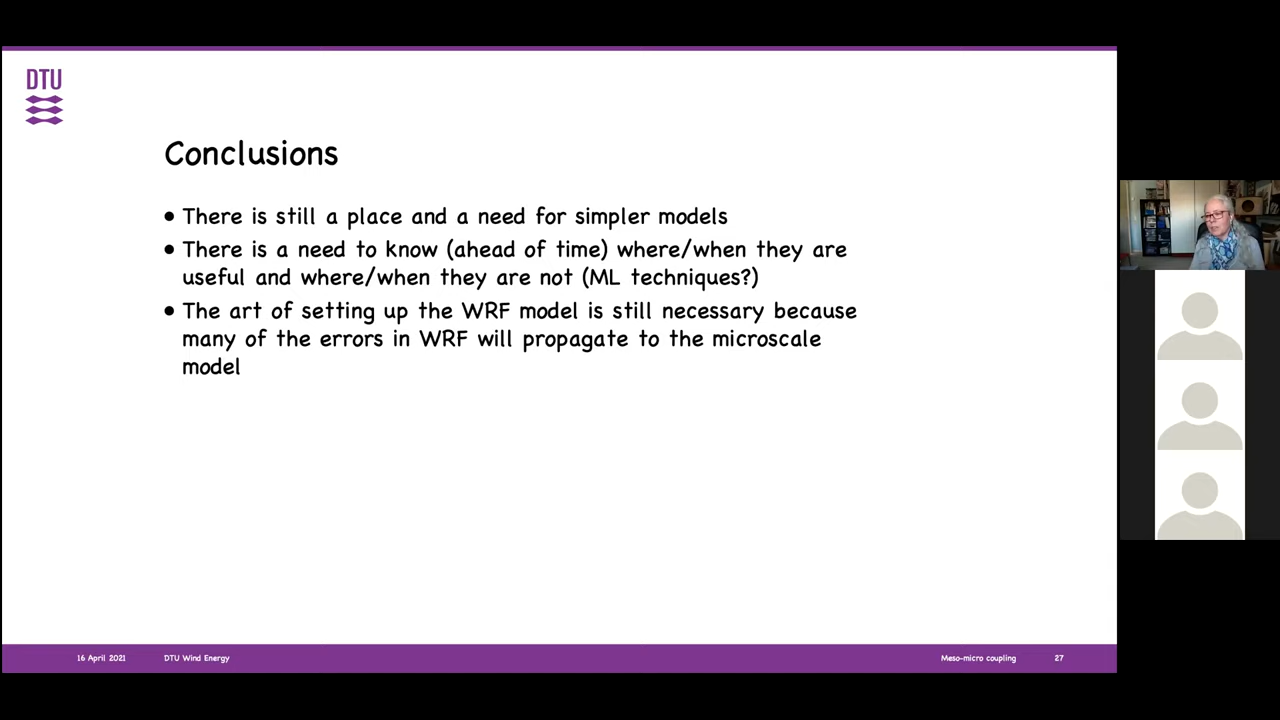 DTU
Conclusions
• There is still a place and a need for simpler models
• There is a need to know (ahead of time) where/when they are
useful and where/when they are not (ML techniques?)
• The art of setting up the WRF model is still necessary because
many of the errors in WRF will propagate to the microscale
model
16 April 2021 DTU Wind Energy Meso-micro coupling 27